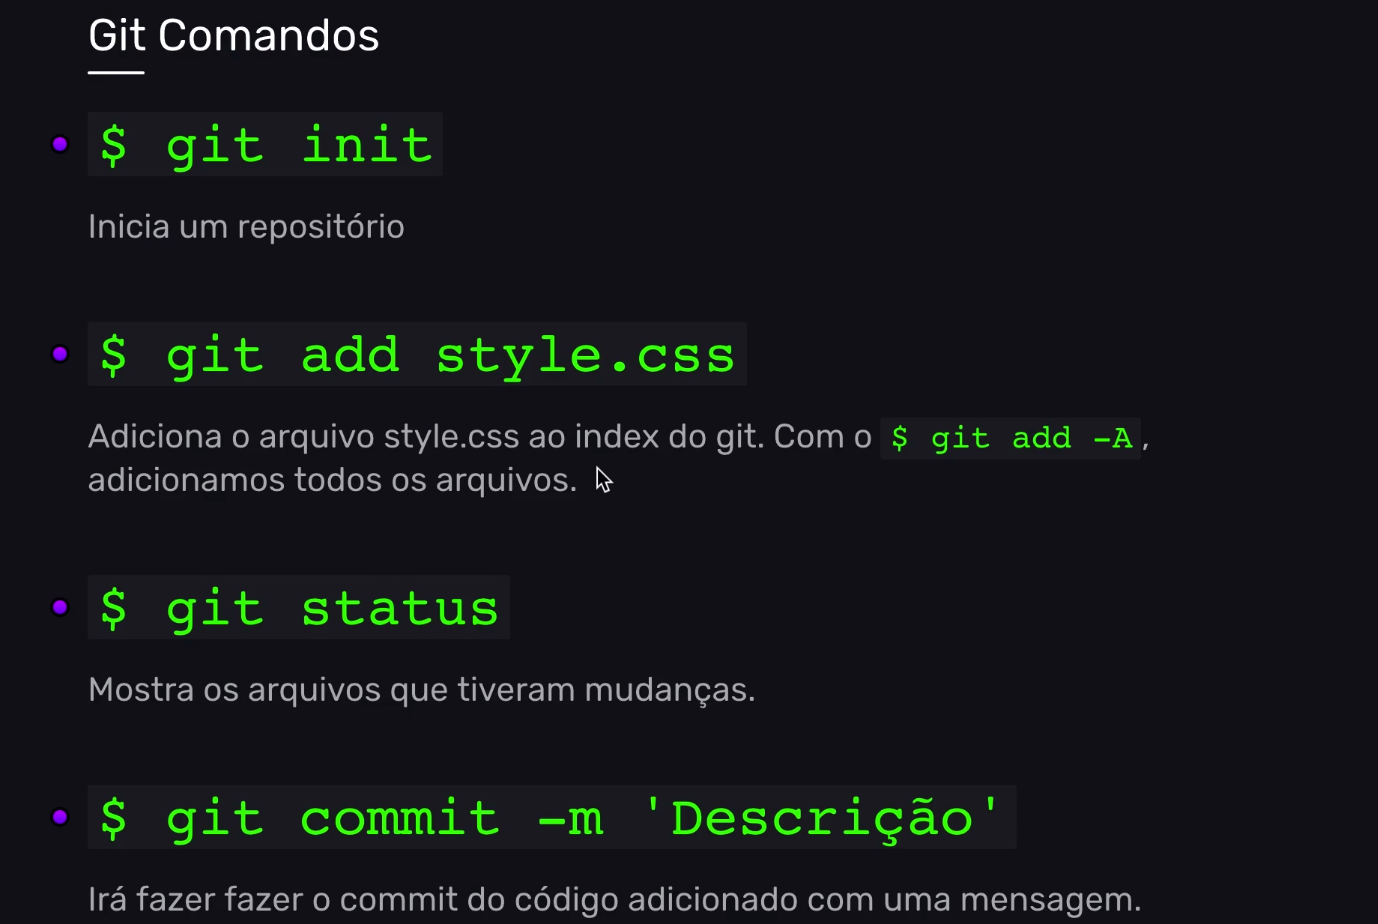 Git Comandos
$ git init
Inicia um repositório
$ git add style.css
Adiciona o arquivo style.css ao index do git. Com o $ git add -A,
adicionamos todos os arquivos.
$ git status
Mostra os arquivos que tiveram mudanças.
$ git commit -m 'Descrição'
Irá fazer fazer o commit do código adicionado com uma mensagem.